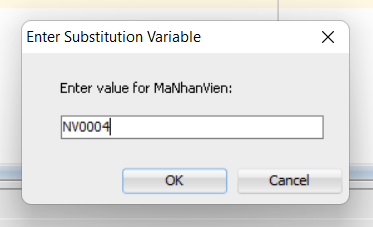 Enter Substitution Variable
Enter value for MaNhanVien:
NV0004
OK
Cancel